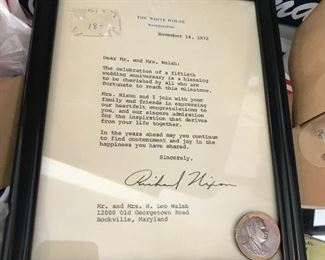 18-
THE WHITE HOUSE
WASHINGTON
November 14, 1972
Dear Mr. and Mrs. Walsh:
The celebration of a fiftieth
wedding anniversary is a blessing
to be cherished by all who are
fortunate to reach this milestone.
Mrs. Nixon and I join with your
family and friends in expressing
our heartfelt congratulations to
you, and our sincere admiration
for the inspiration that derives
from your life together.
In the years ahead may you continue
to find contentment and joy in the
happiness you have shared.
Sincerely,
Richard Nixon
Mr. and Mrs. W. Leo Walsh
12000 Old Georgetown Road
Rockville, Maryland